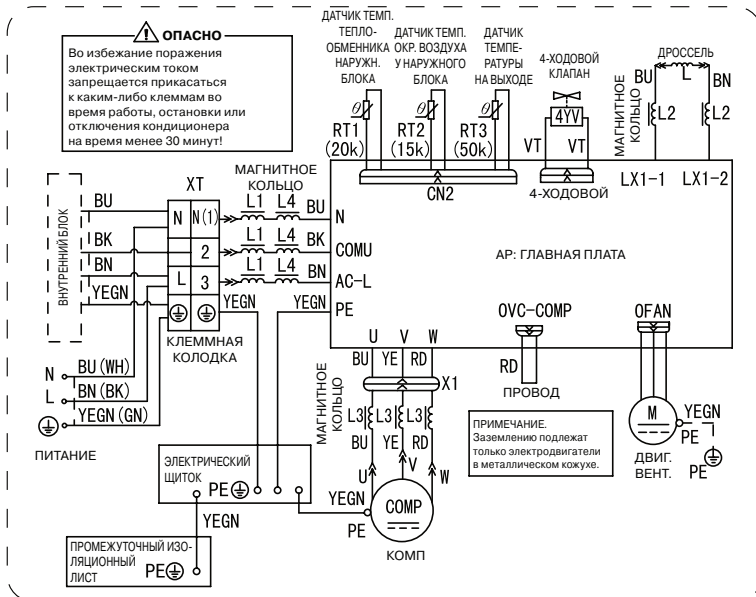 ОПАСНО
Во избежание поражения
электрическим током
запрещается прикасаться
к каким-либо клеммам во
время работы, остановки или
отключения кондиционера
на время менее 30 минут!
ДАТЧИК ТЕМП.
ТЕПЛО-
ОБМЕННИКА
НАРУЖН.
БЛОКА
ДАТЧИК ТЕМП.
ОКР. ВОЗДУХА
У НАРУЖНОГО
БЛОКА
ДАТЧИК
ТЕМПЕ-
РАТУРЫ
НА ВЫХОДЕ
4-ХОДОВОЙ
КЛАПАН
МАГНИТНОЕ
КОЛЬЦО
ДРОССЕЛЬ
BU L BN
L2 L2
θ θ θ
RT1 RT2 RT3
(20k) (15k) (50k)
4YV
VT VT
CN2
4-ХОДОВОЙ
LX1-1 LX1-2
ВНУТРЕННИЙ БЛОК
BU
BK
BN
YEGN
XT
N N(1)
2
L 3
КЛЕММНАЯ
КОЛОДКА
МАГНИТНОЕ
КОЛЬЦО
L1 L4 BU N
L1 L4 BK COMU
L1 L4 BN AC-L
YEGN YEGN PE
AP: ГЛАВНАЯ ПЛАТА
OVC-COMP OFAN
U V W
BU YE RD
X1
МАГНИТНОЕ
КОЛЬЦО
L3 L3 L3
BU YE RD
U V W
RD
ПРОВОД
N BU(WH)
L BN(BK)
YEGN(GN)
ПИТАНИЕ
ПРИМЕЧАНИЕ.
Заземлению подлежат
только электродвигатели
в металлическом кожухе.
M
YEGN
PE
PE
ДВИГ.
ВЕНТ.
ЭЛЕКТРИЧЕСКИЙ
ЩИТОК
PE
YEGN
YEGN
PE
COMP
КОМП
ПРОМЕЖУТОЧНЫЙ ИЗО-
ЛЯЦИОННЫЙ
ЛИСТ
PE